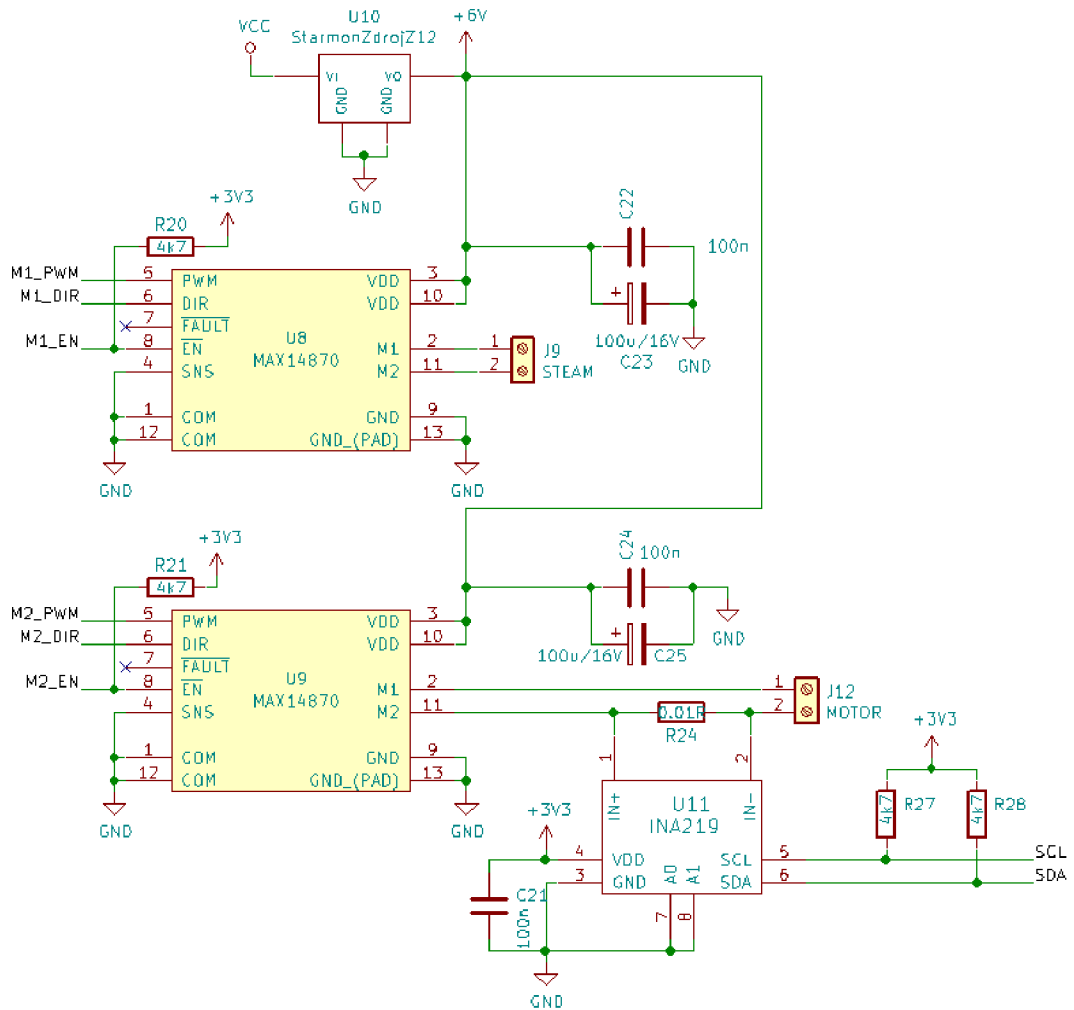 VCC
U10
StarmonZdrojZ12
+6V
VI
VO
GND
GND
GND
+3V3
R20
4k7
C22
100n
M1_PWM
5
PWM
VDD
3
M1_DIR
6
DIR
VDD
10
7
FAULT
M1_EN
8
EN
U8
MAX14870
M1
2
1
J9
4
SNS
M2
11
2
STEAM
+
100u/16V
C23
GND
1
COM
GND
9
12
COM
GND_(PAD)
13
GND
GND
+3V3
R21
4k7
C24
100n
M2_PWM
5
PWM
VDD
3
M2_DIR
6
DIR
VDD
10
+
100u/16V
C25
GND
7
FAULT
M2_EN
8
EN
U9
MAX14870
M1
2
1
J12
4
SNS
M2
11
0.01R
2
MOTOR
R24
1
COM
GND
9
12
COM
GND_(PAD)
13
GND
GND
1
2
+3V3
IN+
U11
INA219
IN-
4k7
R27
4k7
R28
+3V3
4
VDD
SCL
5
SCL
3
GND
A0
A1
SDA
6
SDA
C21
100n
7
8
GND